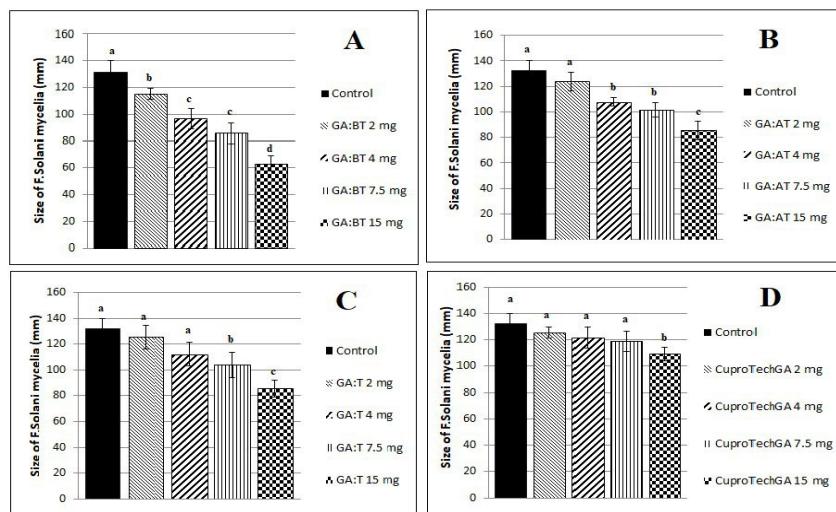 A
Size of F.Solani mycelia (mm)
160
140
120
100
80
60
40
20
0
a
b
c
c
d
Control
GA:BT 2 mg
GA:BT 4 mg
GA:BT 7.5 mg
GA:BT 15 mg
B
Size of F.Solani mycelia (mm)
160
140
120
100
80
60
40
20
0
a
a
b
b
c
Control
GA:AT 2 mg
GA:AT 4 mg
GA:AT 7.5 mg
GA:AT 15 mg
C
Size of F.Solani mycelia (mm)
160
140
120
100
80
60
40
20
0
a
a
a
b
c
Control
GA:T 2 mg
GA:T 4 mg
GA:T 7.5 mg
GA:T 15 mg
D
Size of F.Solani mycelia (mm)
160
140
120
100
80
60
40
20
0
a
a
a
a
b
Control
CuproTechGA 2 mg
CuproTechGA 4 mg
CuproTechGA 7.5 mg
CuproTechGA 15 mg